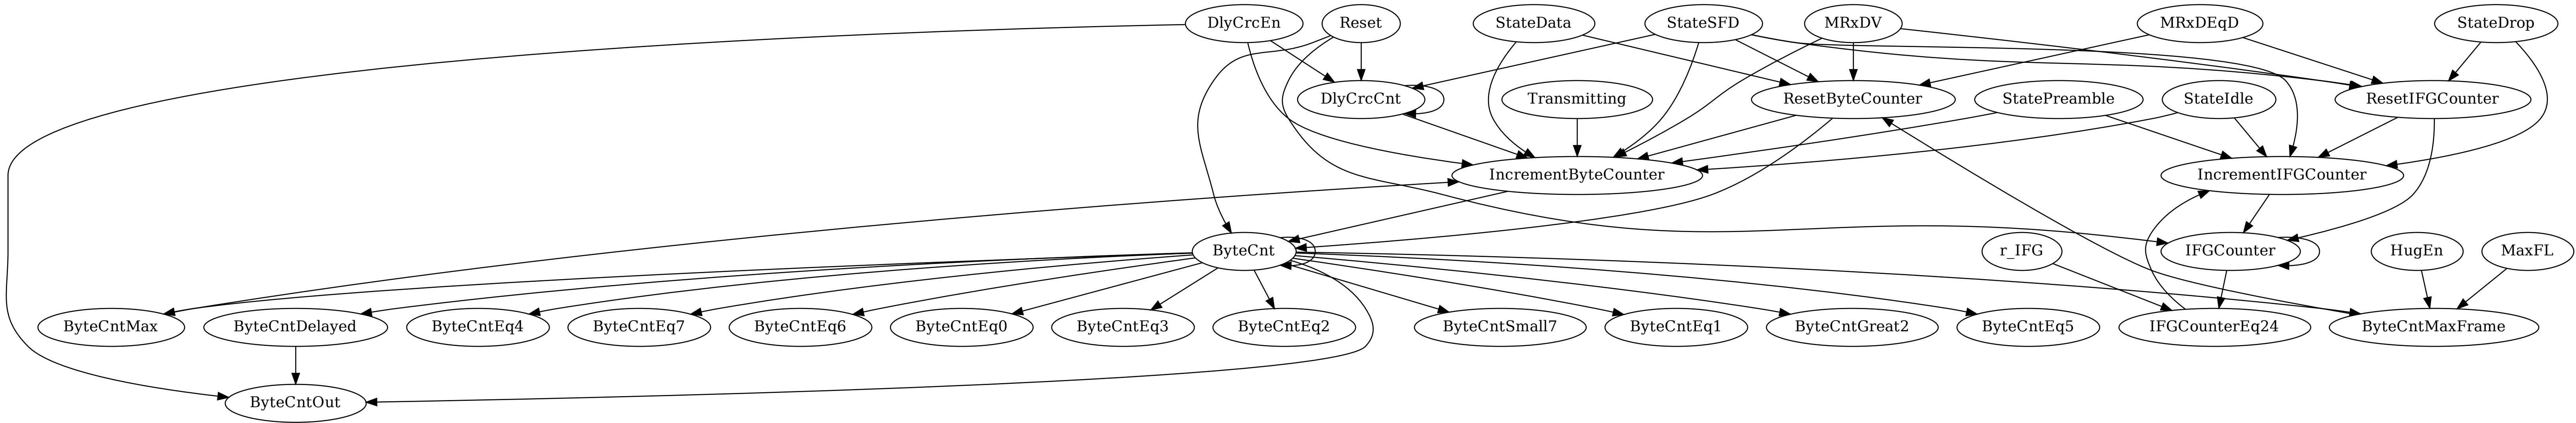 DlyCrcEn
Reset
StateData
StateSFD
MRxDV
MRxDEqD
StateDrop
DlyCrcCnt
Transmitting
ResetByteCounter
StatePreamble
StateIdle
ResetIFGCounter
IncrementByteCounter
IncrementIFGCounter
ByteCnt
r_IFG
IFGCounter
HugEn
MaxFL
ByteCntMax
ByteCntDelayed
ByteCntEq4
ByteCntEq7
ByteCntEq6
ByteCntEq0
ByteCntEq3
ByteCntEq2
ByteCntSmall7
ByteCntEq1
ByteCntGreat2
ByteCntEq5
IFGCounterEq24
ByteCntMaxFrame
ByteCntOut